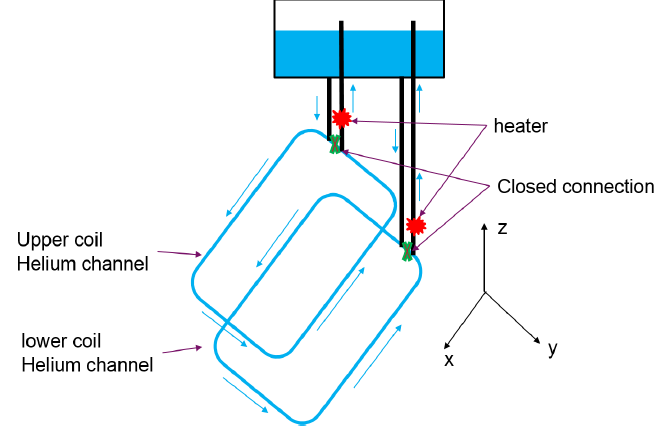 heater
Closed connection
Upper coil
Helium channel
lower coil
Helium channel
z
x
y